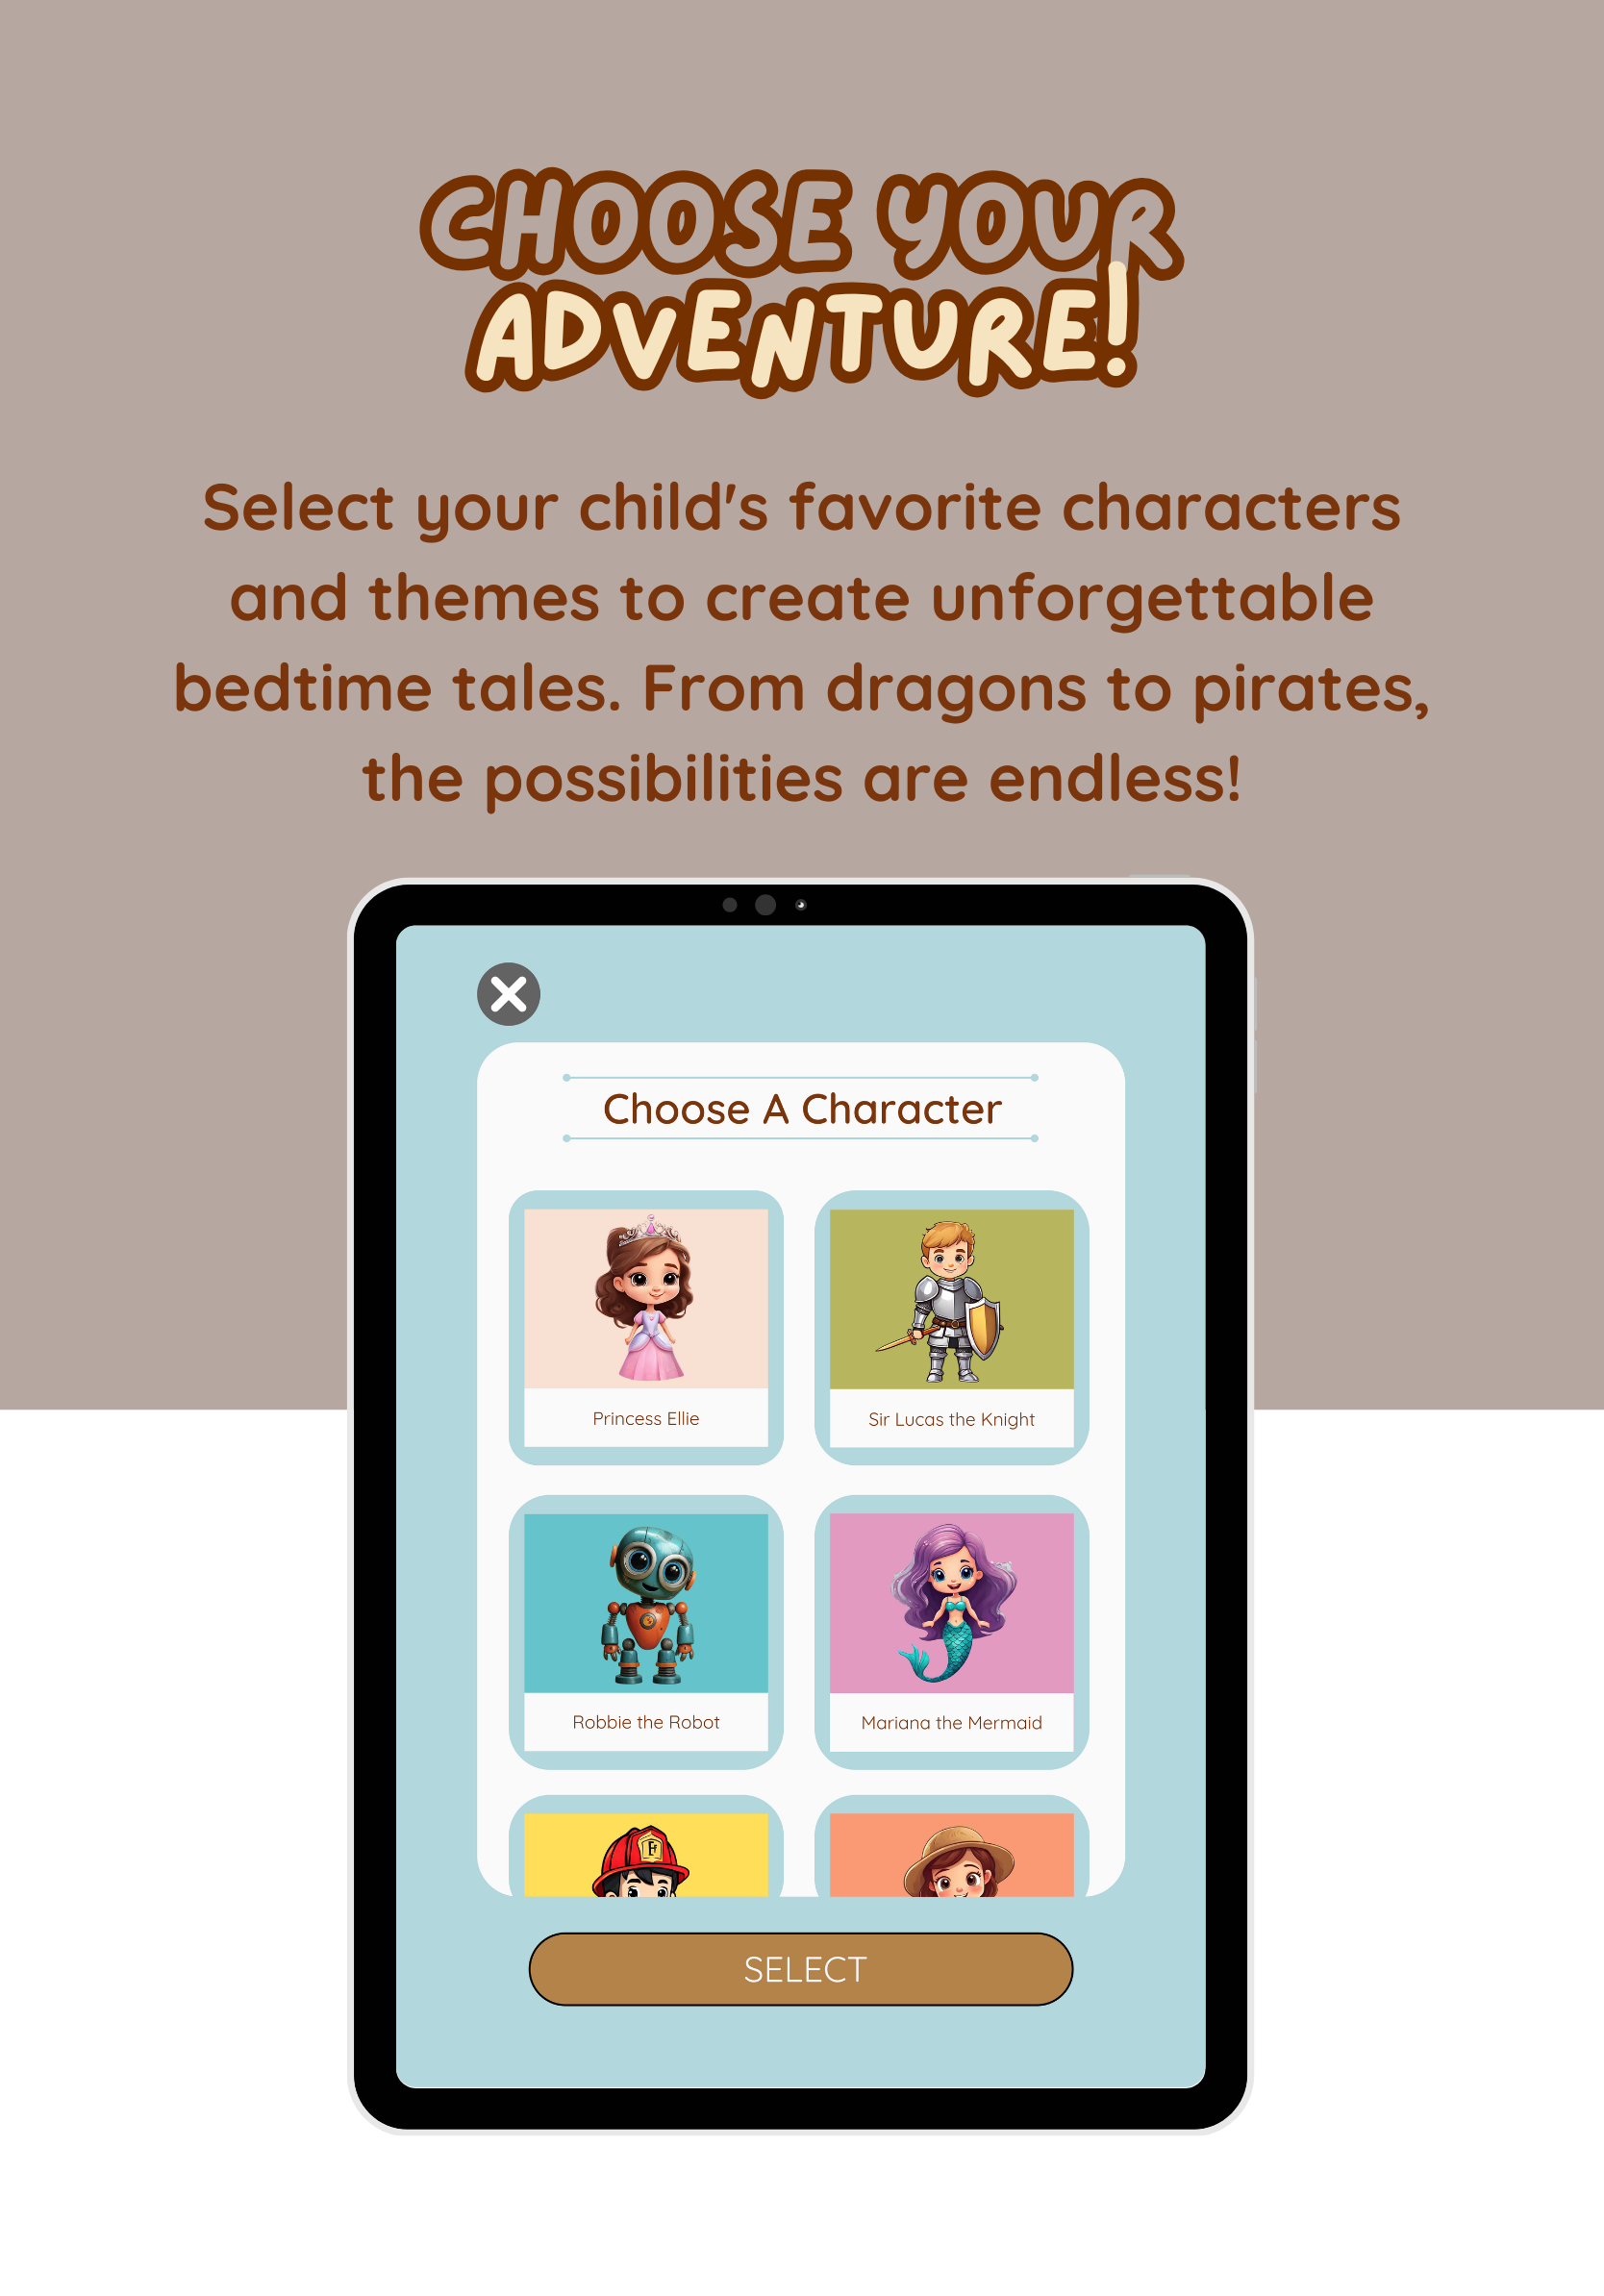 CHOOSE YOUR
ADVENTURE!
Select your child's favorite characters
and themes to create unforgettable
bedtime tales. From dragons to pirates,
the possibilities are endless!
Choose A Character
Princess Ellie
Sir Lucas the Knight
Robbie the Robot
Mariana the Mermaid
SELECT